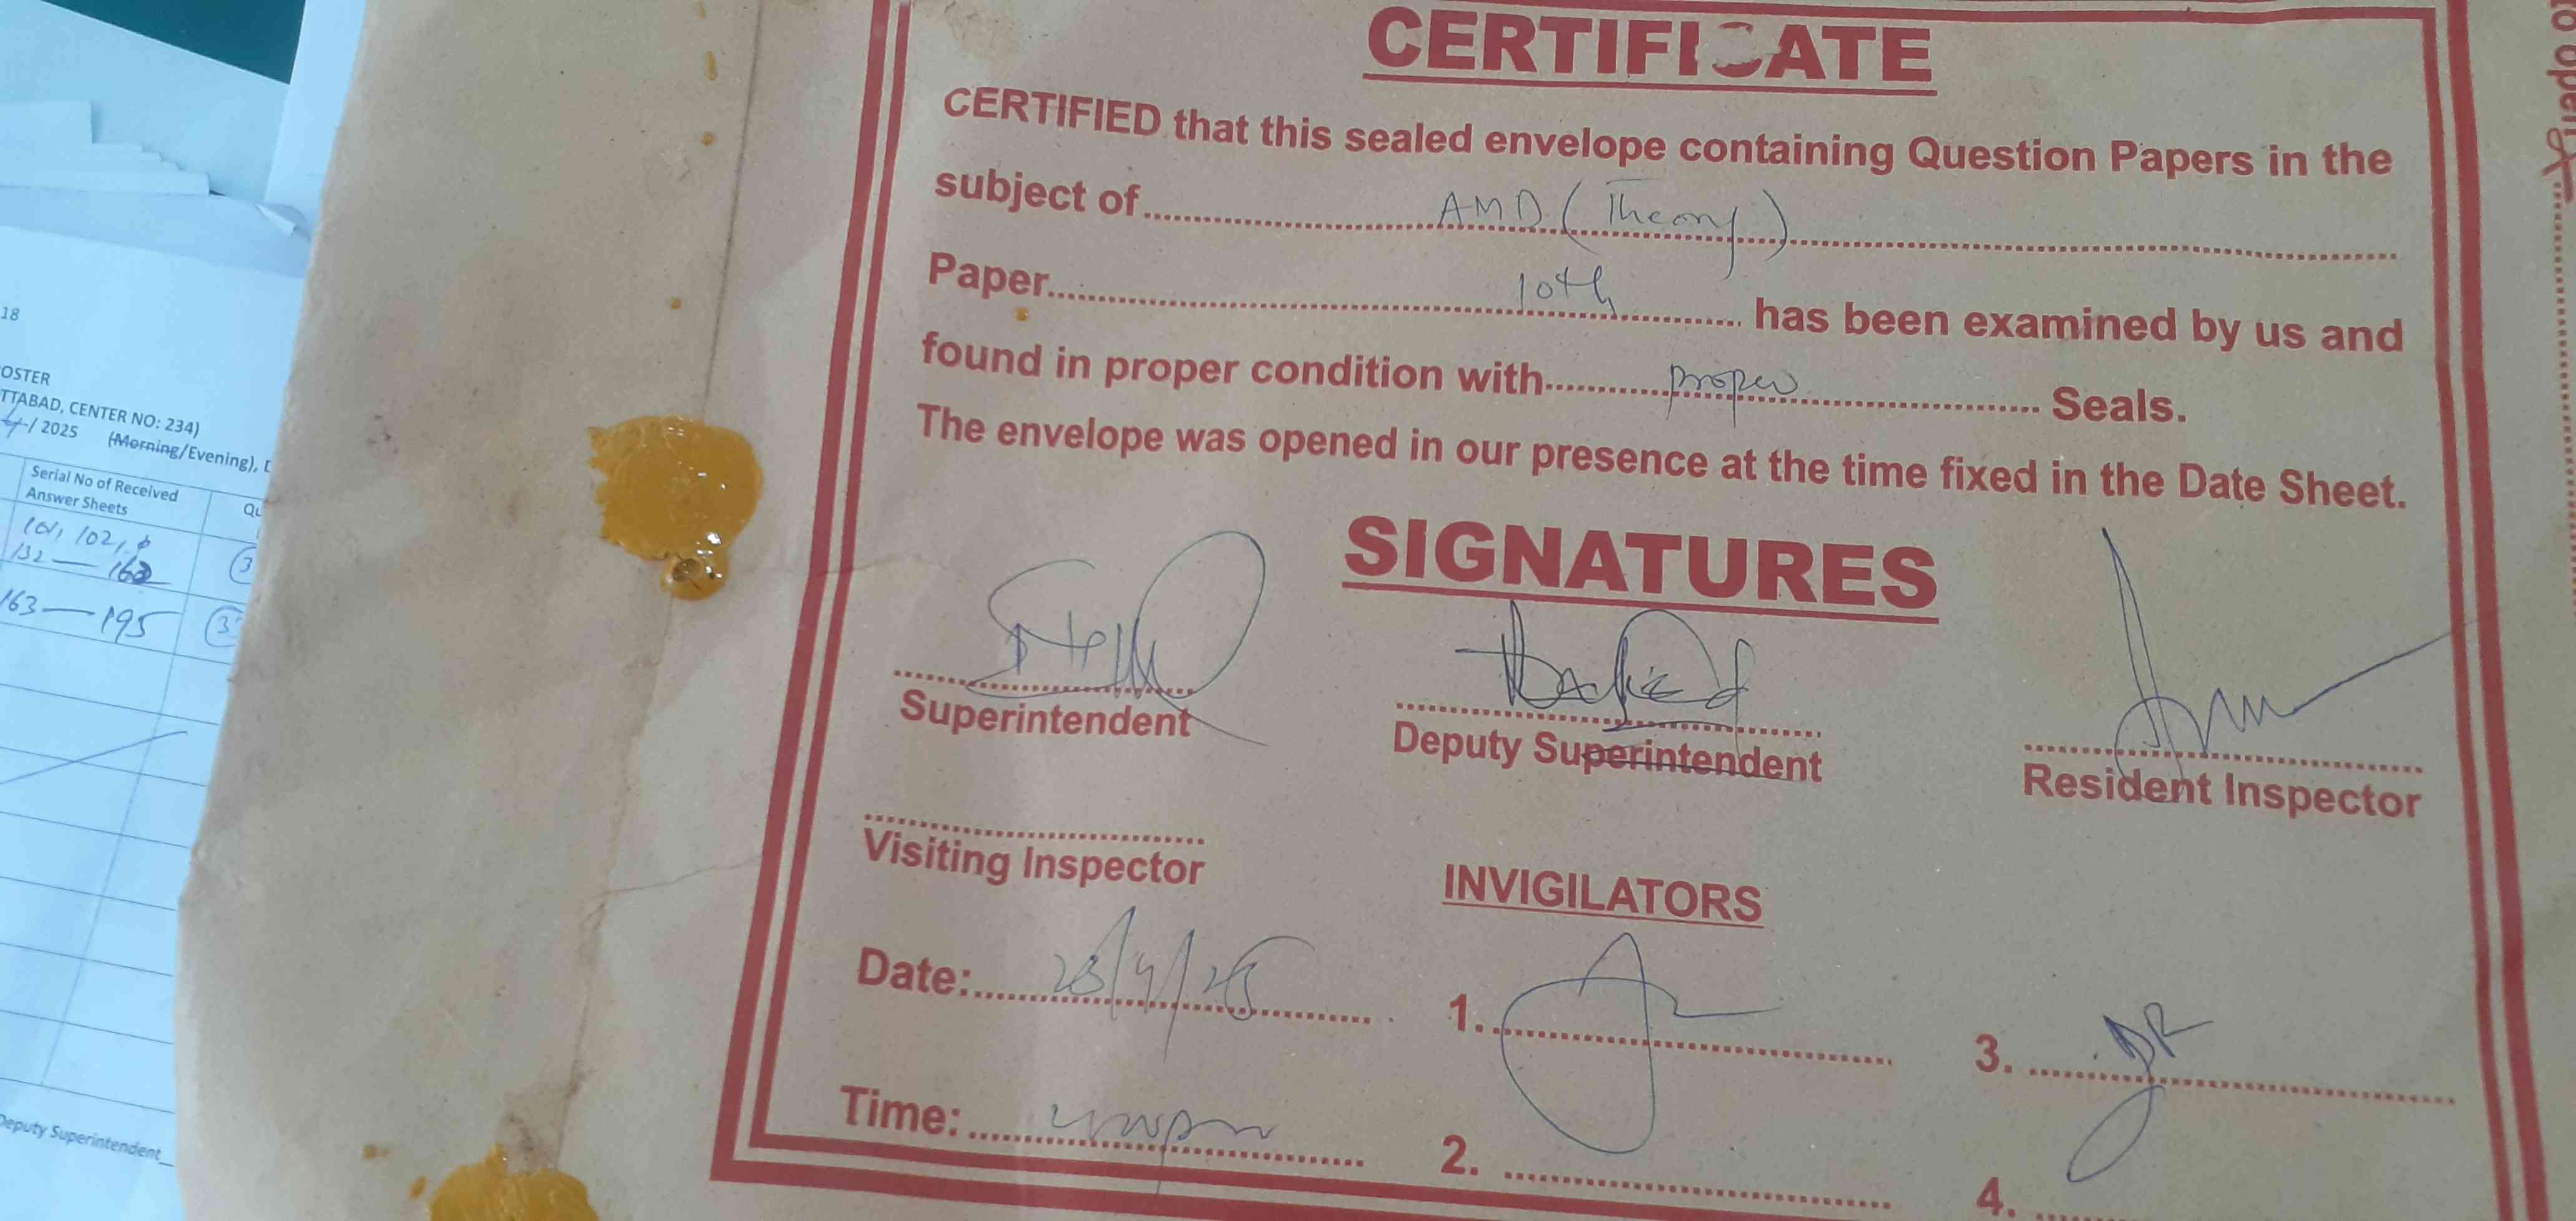 CERTIFICATE
CERTIFIED that this sealed envelope containing Question Papers in the
subject of AMD (Theory)
Paper 10th has been examined by us and
found in proper condition with proper Seals.
The envelope was opened in our presence at the time fixed in the Date Sheet.
SIGNATURES
Superintendent
Deputy Superintendent
Resident Inspector
Visiting Inspector
INVIGILATORS
Date: 28/4/25
1.
3.
Time:
2.
4.
to open
18
OSTER
TTABAD, CENTER NO: 234)
4/ 2025 (Morning/Evening), D
Serial No of Received
Answer Sheets
Qu
101, 102,
132 — 162
163 — 195
Deputy Superintendent